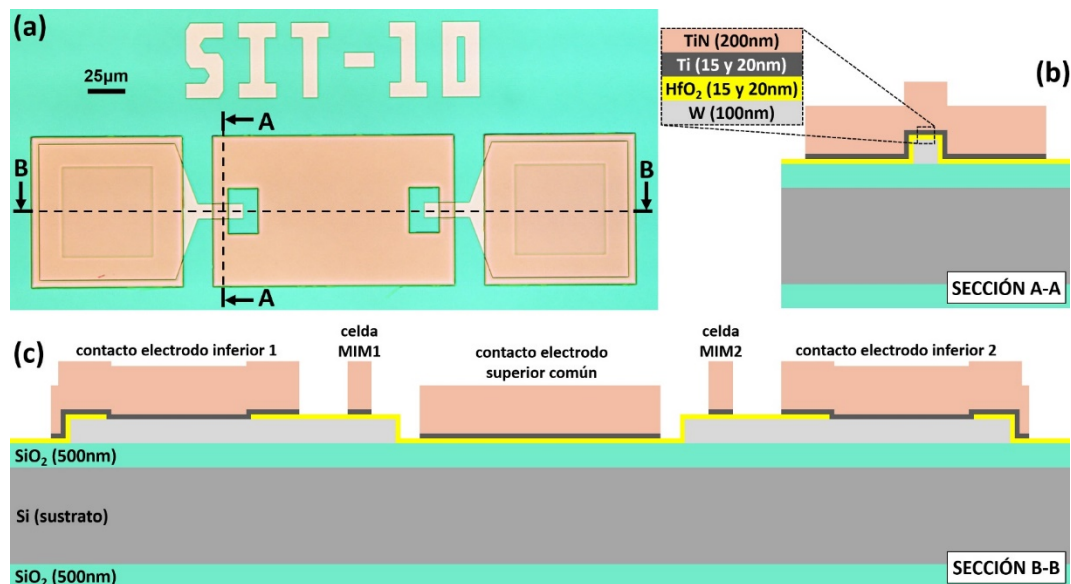 (a)
SIT-10
25µm
A
A
B
B
TiN (200nm)
Ti (15 y 20nm)
HfO₂ (15 y 20nm)
W (100nm)
(b)
SECCIÓN A-A
(c)
contacto electrodo inferior 1
celda
MIM1
contacto electrodo
superior común
celda
MIM2
contacto electrodo inferior 2
SiO₂ (500nm)
Si (sustrato)
SiO₂ (500nm)
SECCIÓN B-B